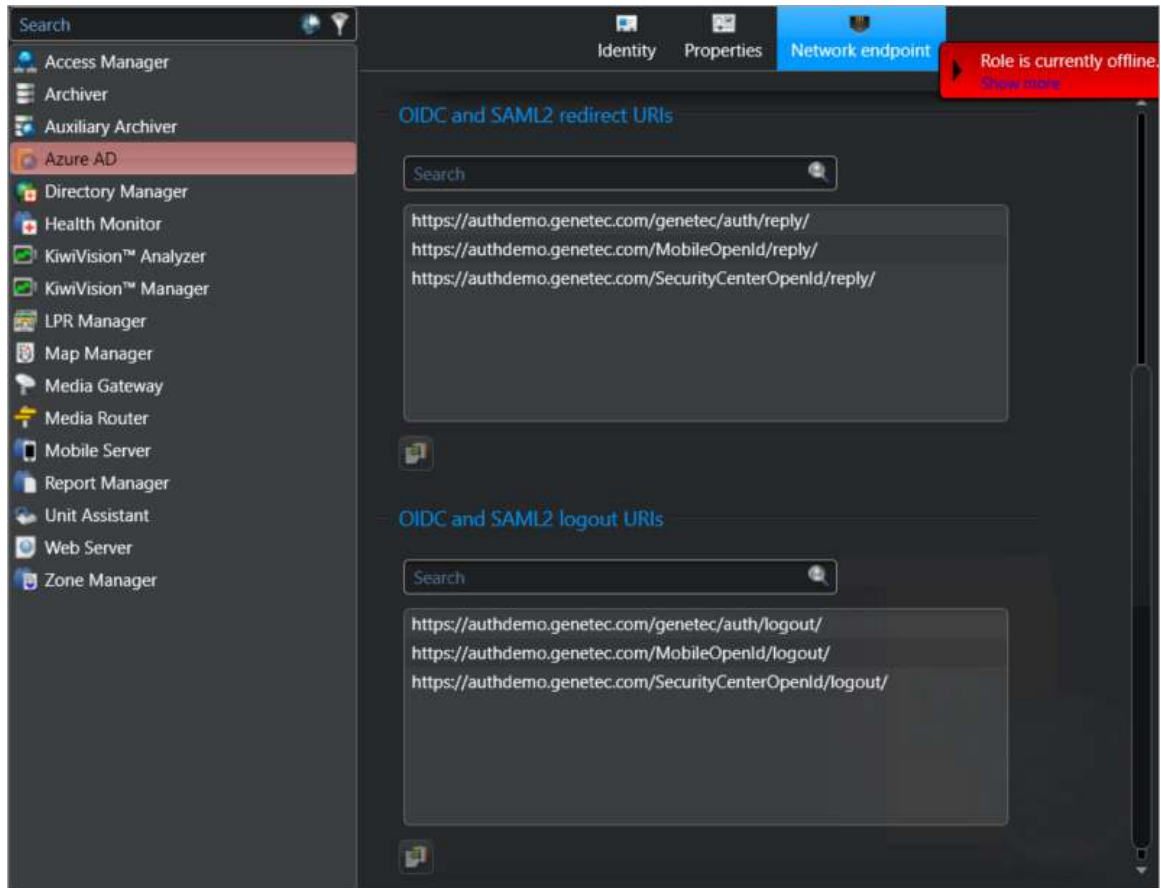 Search
Access Manager
Archiver
Auxiliary Archiver
Azure AD
Directory Manager
Health Monitor
KiwiVision™ Analyzer
KiwiVision™ Manager
LPR Manager
Map Manager
Media Gateway
Media Router
Mobile Server
Report Manager
Unit Assistant
Web Server
Zone Manager
Identity Properties Network endpoint
Role is currently offline.
Show more
OIDC and SAML2 redirect URIs
Search
https://authdemo.genetec.com/genetec/auth/reply/
https://authdemo.genetec.com/MobileOpenId/reply/
https://authdemo.genetec.com/SecurityCenterOpenId/reply/
OIDC and SAML2 logout URIs
Search
https://authdemo.genetec.com/genetec/auth/logout/
https://authdemo.genetec.com/MobileOpenId/logout/
https://authdemo.genetec.com/SecurityCenterOpenId/logout/